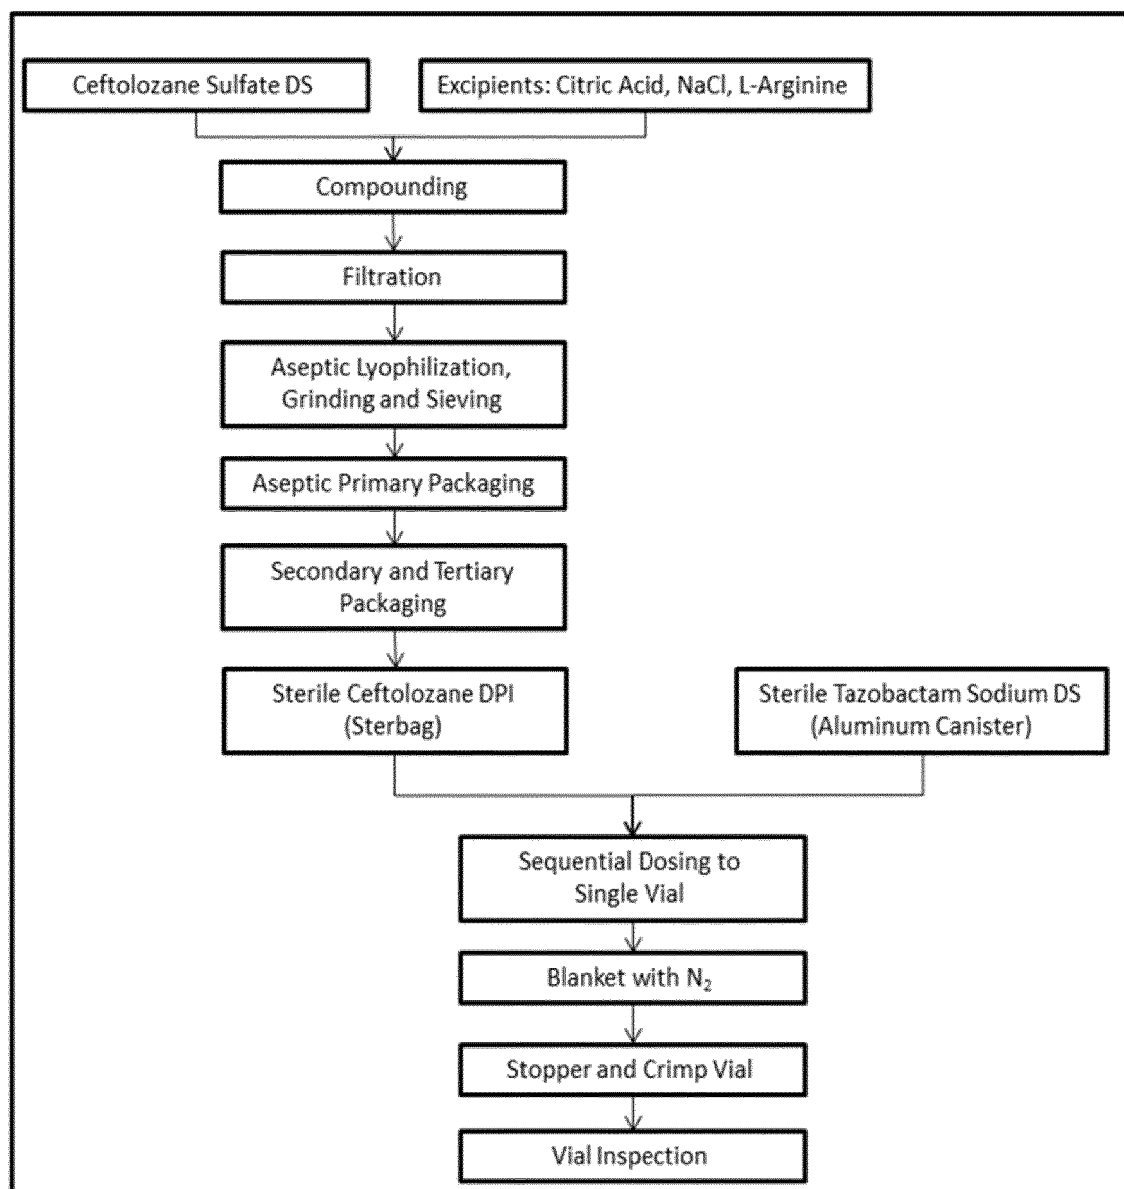 Ceftolozane Sulfate DS
Excipients: Citric Acid, NaCl, L-Arginine
Compounding
Filtration
Aseptic Lyophilization,
Grinding and Sieving
Aseptic Primary Packaging
Secondary and Tertiary
Packaging
Sterile Ceftolozane DPI
(Sterbag)
Sterile Tazobactam Sodium DS
(Aluminum Canister)
Sequential Dosing to
Single Vial
Blanket with N₂
Stopper and Crimp Vial
Vial Inspection